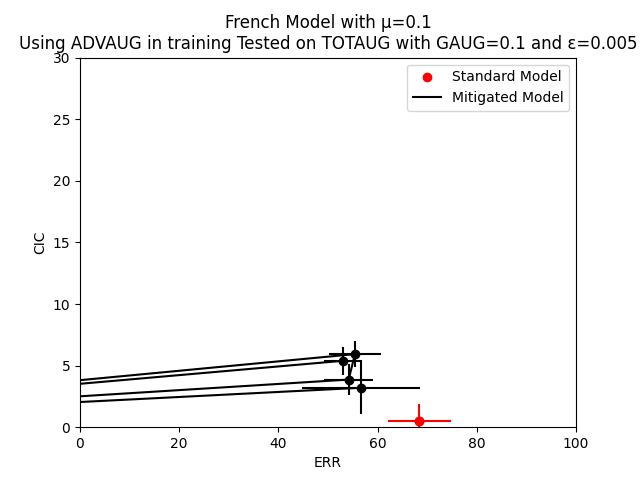 French Model with μ=0.1
Using ADVAUG in training Tested on TOTAUG with GAUG=0.1 and ε=0.005
Standard Model
Mitigated Model
30
25
20
15
10
5
0
CIC
0 20 40 60 80 100
ERR